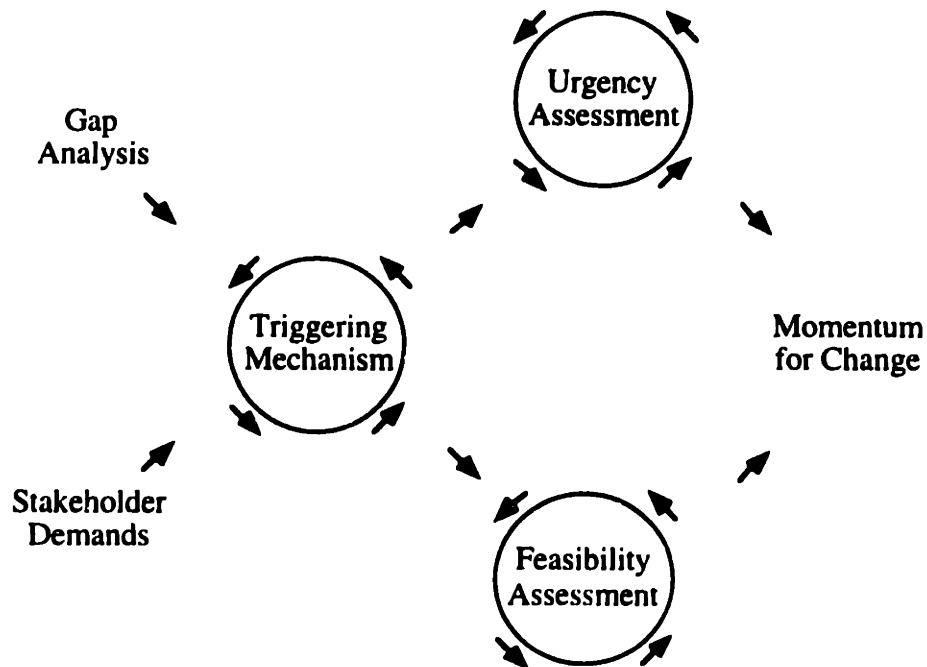 Urgency
Assessment
Gap
Analysis
Triggering
Mechanism
Momentum
for Change
Stakeholder
Demands
Feasibility
Assessment